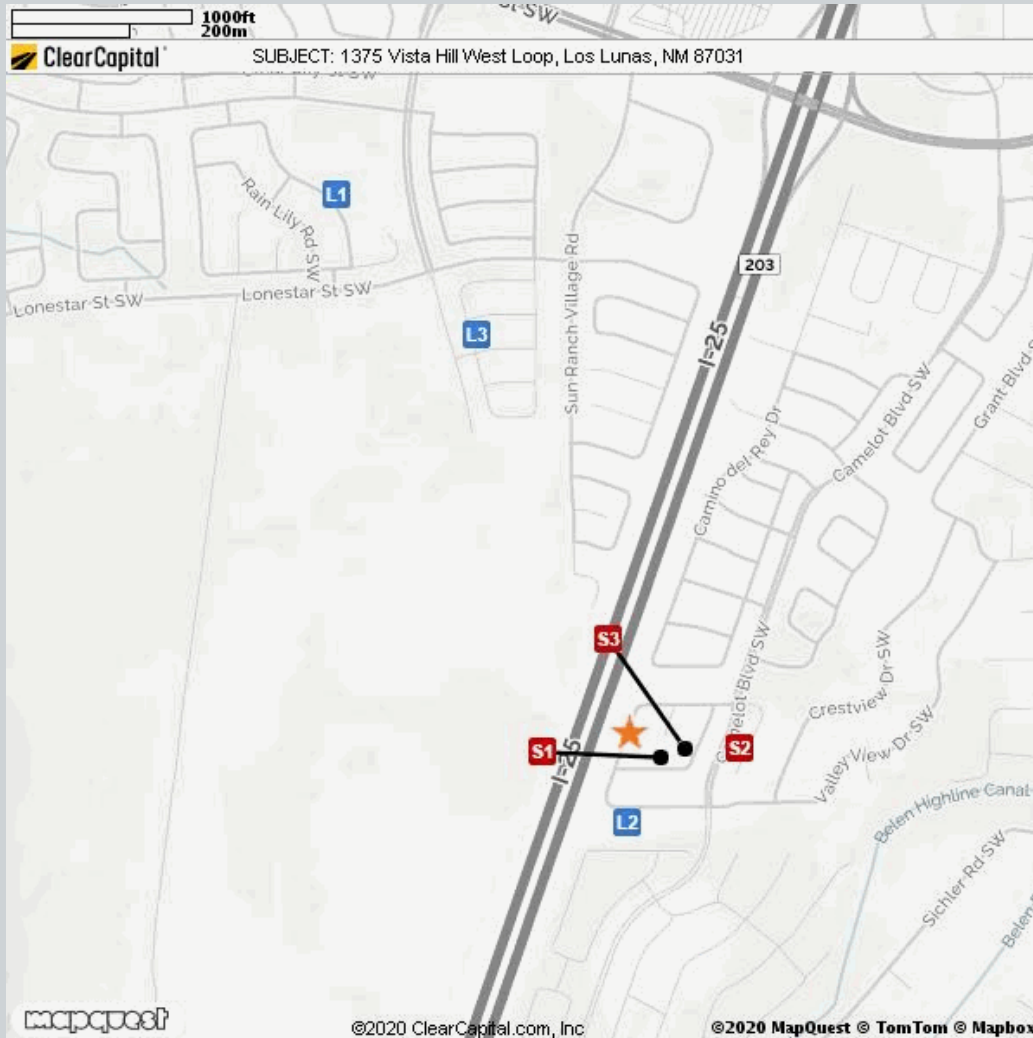 1000ft
200m
St SW
ClearCapital
SUBJECT: 1375 Vista Hill West Loop, Los Lunas, NM 87031
L1
Rain Lily Rd SW
Lonestar St SW
Lonestar St SW
L3
Sun Ranch Village Rd
203
I-25
Camino del Rey Dr
Camelot Blvd SW
Grant Blvd S
S3
Camelot Blvd SW
Crestview Dr SW
S1
I-25
S2
Valley View Dr SW
L2
Belen Highline Canal
Sichler Rd SW
Belen
mapquest
©2020 ClearCapital.com, Inc
©2020 MapQuest © TomTom © Mapbox